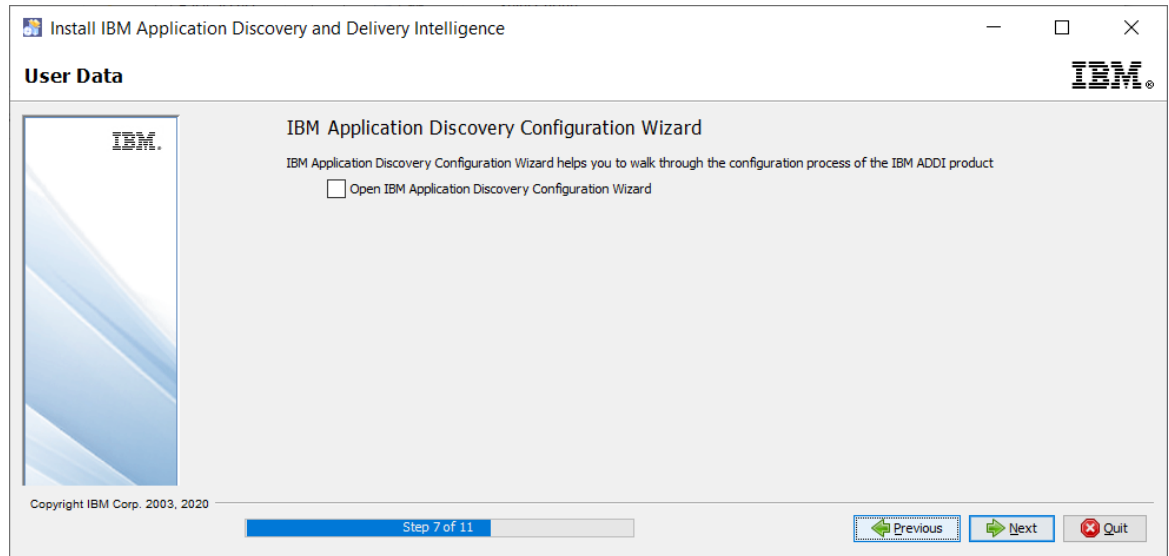 Install IBM Application Discovery and Delivery Intelligence
User Data
IBM®
IBM.
IBM Application Discovery Configuration Wizard
IBM Application Discovery Configuration Wizard helps you to walk through the configuration process of the IBM ADDI product
Open IBM Application Discovery Configuration Wizard
Copyright IBM Corp. 2003, 2020
Step 7 of 11
Previous
Next
Quit